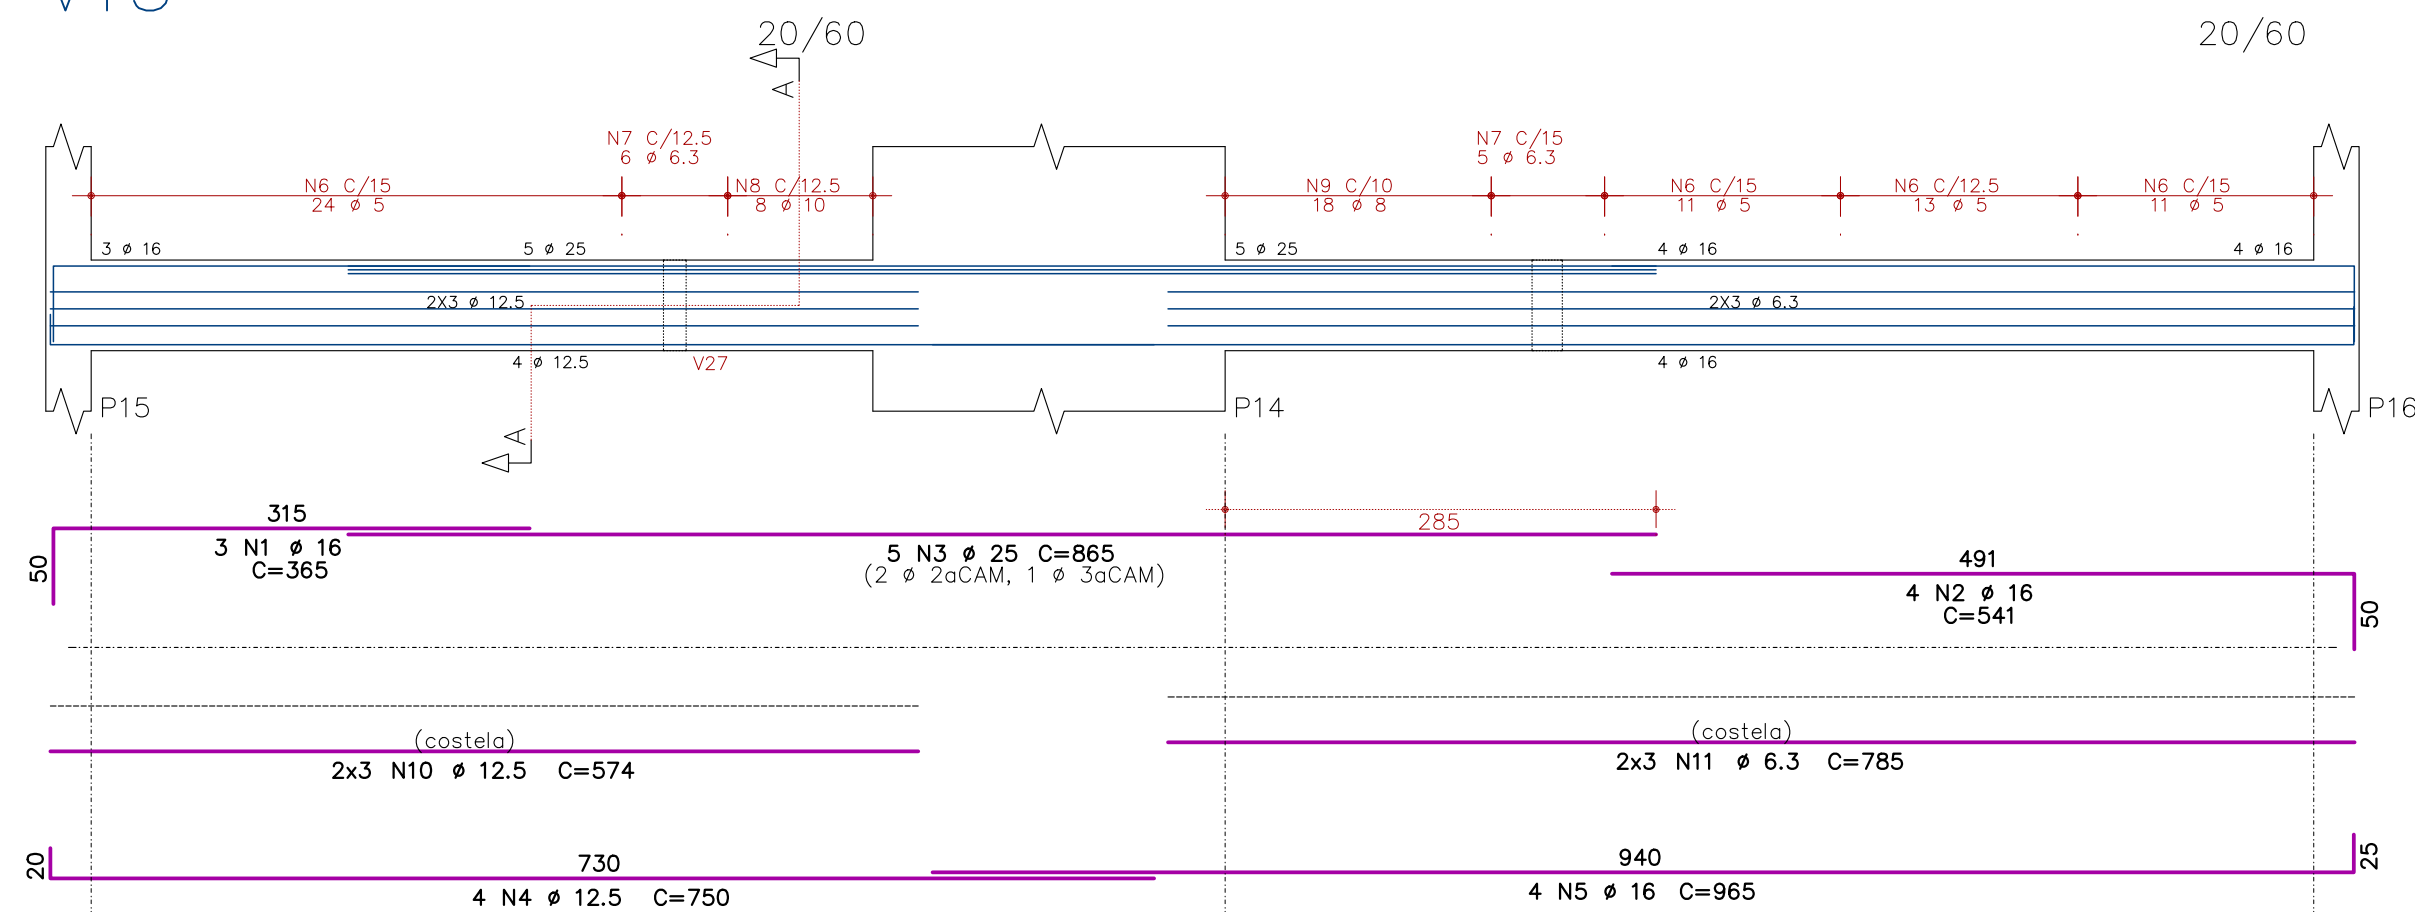 20/60
20/60
A
N7 C/12.5
6 ø 6.3
N7 C/15
5 ø 6.3
N6 C/15
24 ø 5
N8 C/12.5
8 ø 10
N9 C/10
18 ø 8
N6 C/15
11 ø 5
N6 C/12.5
13 ø 5
N6 C/15
11 ø 5
3 ø 16
5 ø 25
5 ø 25
4 ø 16
4 ø 16
2X3 ø 12.5
2X3 ø 6.3
4 ø 12.5
V27
4 ø 16
P15
P14
P16
A
315
3 N1 ø 16
C=365
50
285
5 N3 ø 25 C=865
(2 ø 2aCAM, 1 ø 3aCAM)
491
4 N2 ø 16
C=541
50
(costela)
2x3 N10 ø 12.5 C=574
(costela)
2x3 N11 ø 6.3 C=785
20
730
4 N4 ø 12.5 C=750
940
4 N5 ø 16 C=965
25